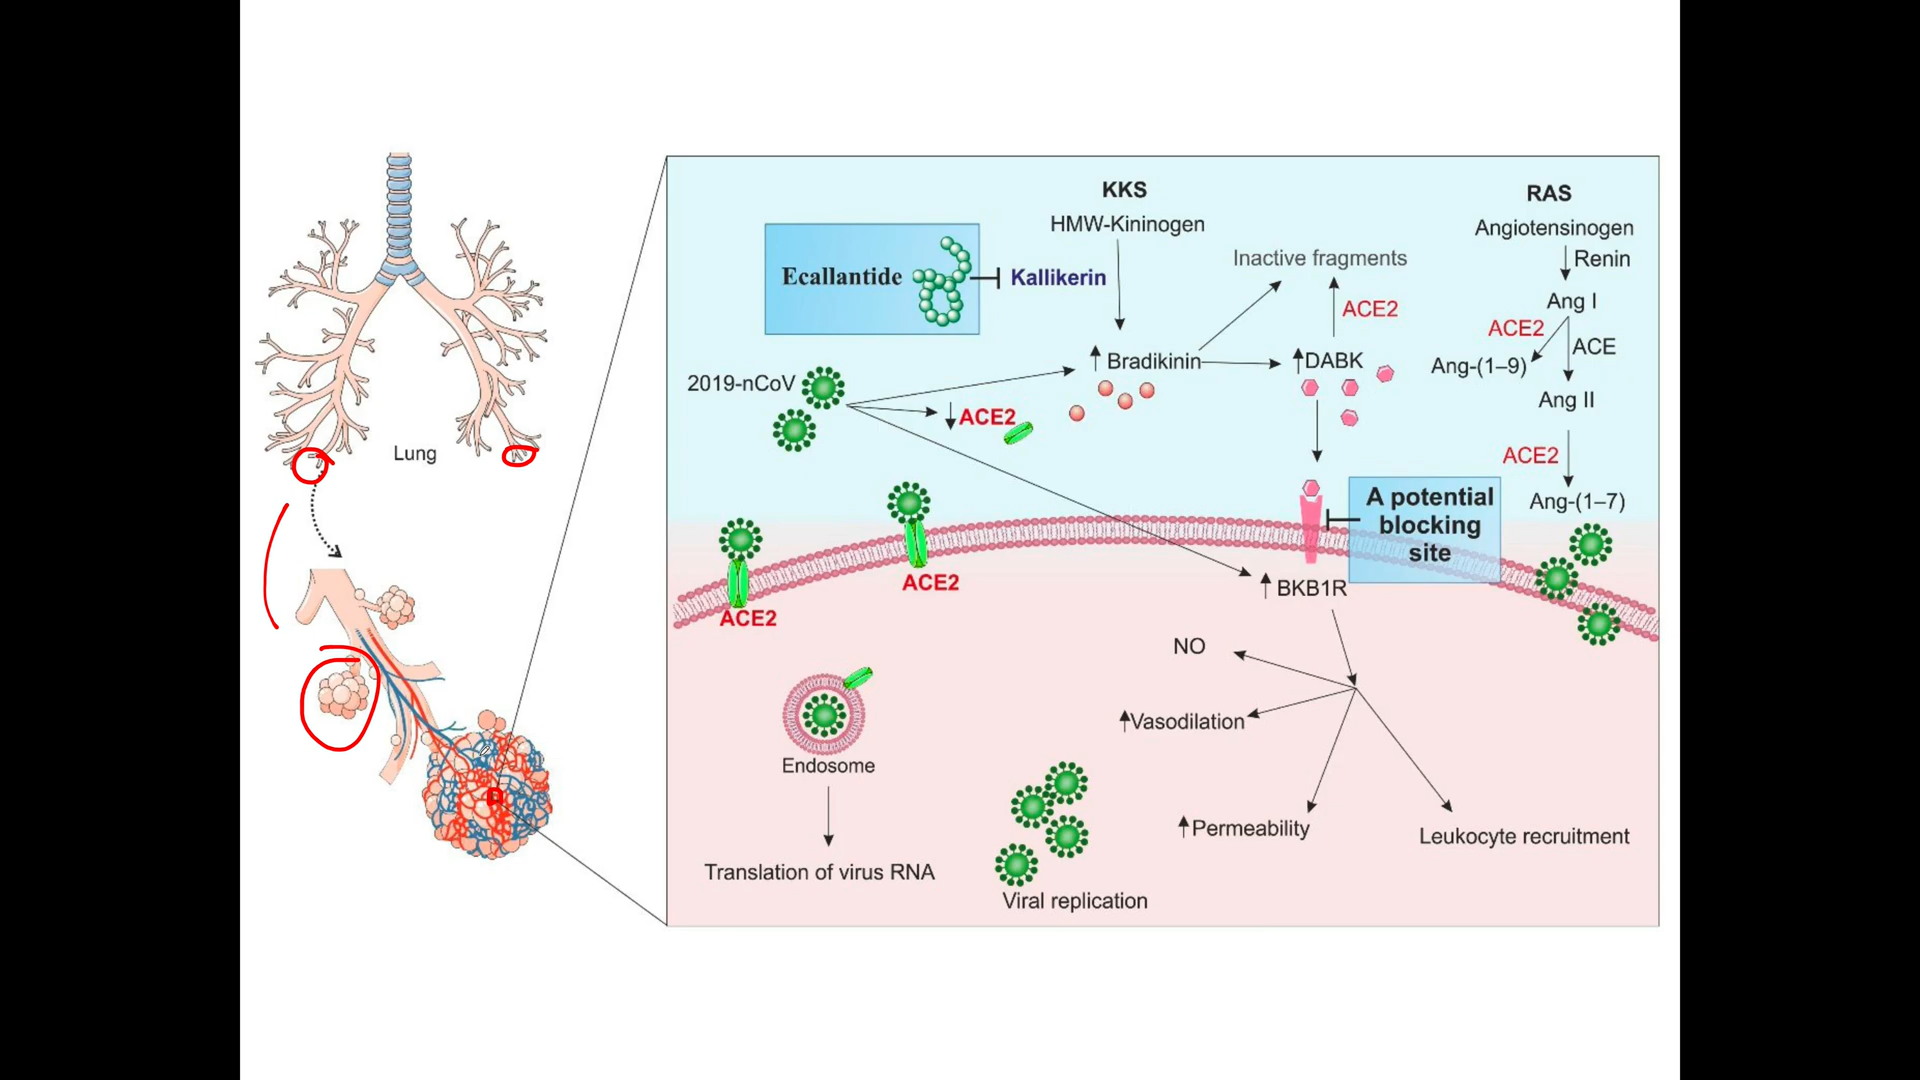 KKS
RAS
HMW-Kininogen
Angiotensinogen
Renin
Inactive fragments
Ecallantide
Kallikerin
Ang I
ACE2
ACE2
ACE
Ang-(1–9)
↑Bradikinin
↑DABK
2019-nCoV
↓ACE2
Ang II
Lung
ACE2
A potential
blocking
site
Ang-(1–7)
ACE2
ACE2
↑BKB1R
NO
↑Vasodilation
Endosome
↑Permeability
Leukocyte recruitment
Translation of virus RNA
Viral replication